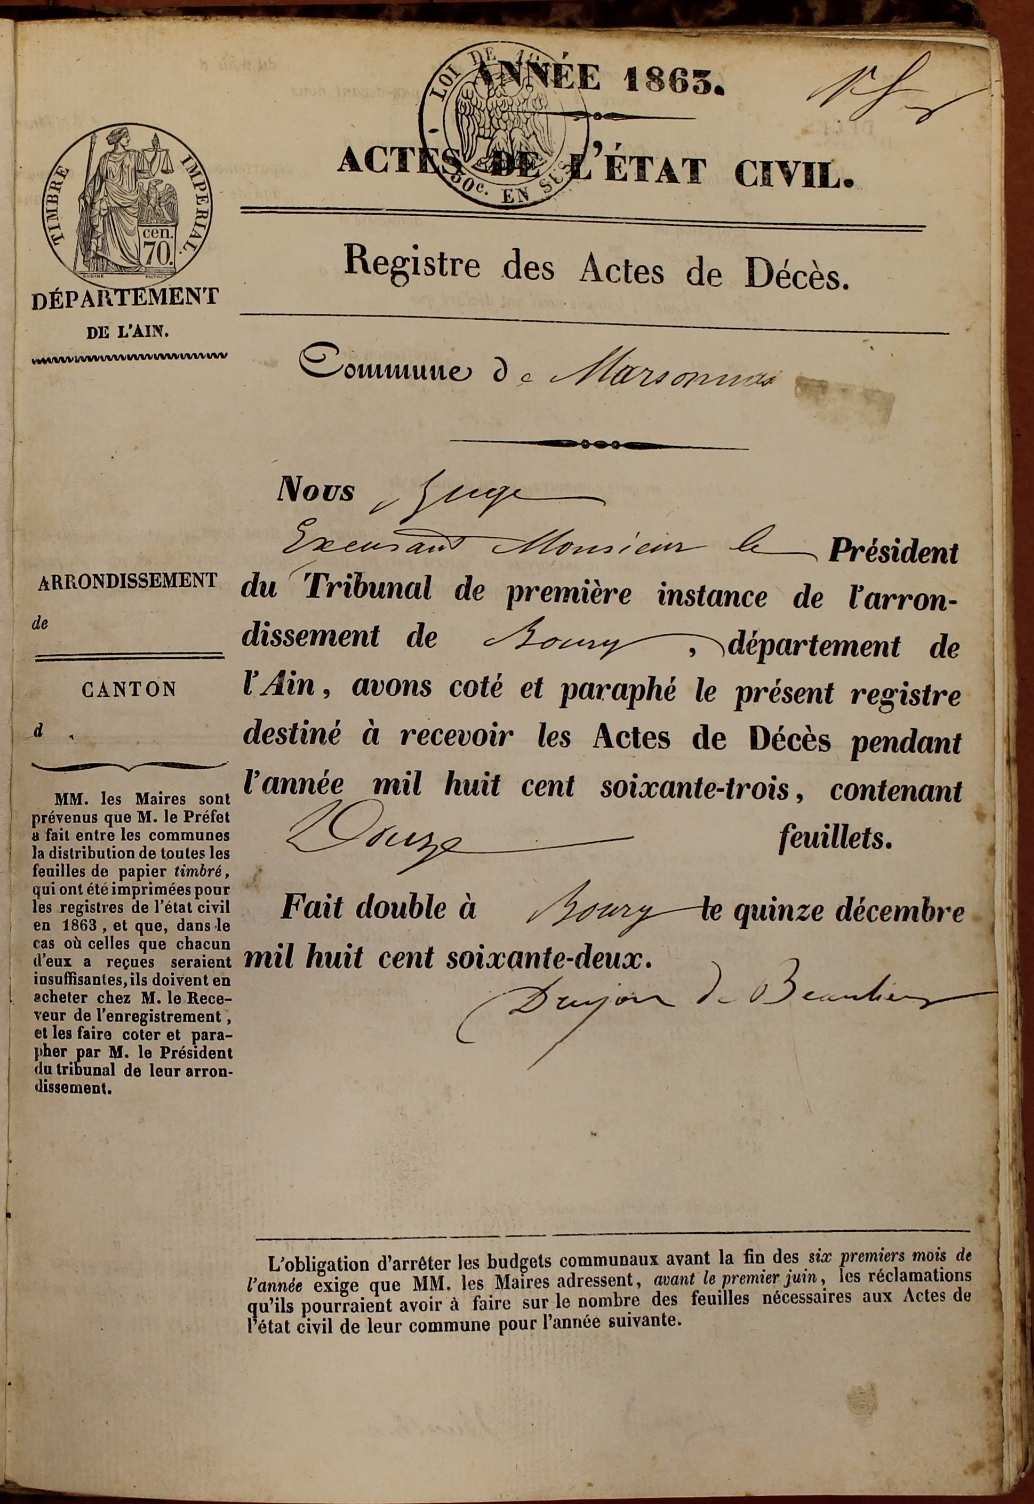 ANNÉE 1863.
LOI DE
50c. EN SUS
ACTES DE L'ÉTAT CIVIL.
TIMBRE IMPERIAL.
cen.
70.
DÉPARTEMENT
DE L'AIN.
Registre des Actes de Décès.
Commune de Marsonnas
Nous Juge
Excusant Monsieur le Président
du Tribunal de première instance de l'arron-
dissement de Bourg, département de
l'Ain, avons coté et paraphé le présent registre
destiné à recevoir les Actes de Décès pendant
l'année mil huit cent soixante-trois, contenant
Douze feuillets.
Fait double à Bourg le quinze décembre
mil huit cent soixante-deux.
Dujon de Beaulieu
ARRONDISSEMENT
de
CANTON
d
MM. les Maires sont
prévenus que M. le Préfet
a fait entre les communes
la distribution de toutes les
feuilles de papier timbré,
qui ont été imprimées pour
les registres de l'état civil
en 1863, et que, dans le
cas où celles que chacun
d'eux a reçues seraient
insuffisantes, ils doivent en
acheter chez M. le Rece-
veur de l'enregistrement,
et les faire coter et para-
pher par M. le Président
du tribunal de leur arron-
dissement.
L'obligation d'arrêter les budgets communaux avant la fin des six premiers mois de
l'année exige que MM. les Maires adressent, avant le premier juin, les réclamations
qu'ils pourraient avoir à faire sur le nombre des feuilles nécessaires aux Actes de
l'état civil de leur commune pour l'année suivante.